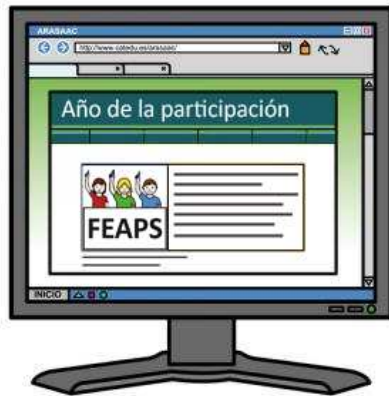 ARASAAC
http://www.catedu.es/arasaac/
Año de la participación
FEAPS
INICIO